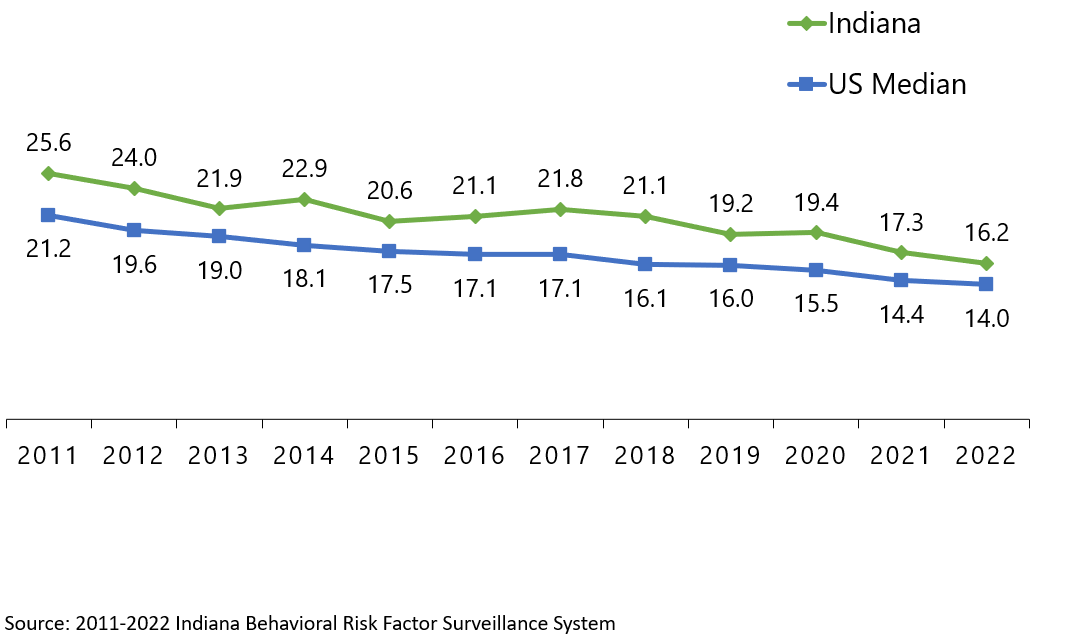 Indiana
US Median
25.6 24.0 21.9 22.9 20.6 21.1 21.8 21.1 19.2 19.4 17.3 16.2
21.2 19.6 19.0 18.1 17.5 17.1 17.1 16.1 16.0 15.5 14.4 14.0
2011 2012 2013 2014 2015 2016 2017 2018 2019 2020 2021 2022
Source: 2011-2022 Indiana Behavioral Risk Factor Surveillance System